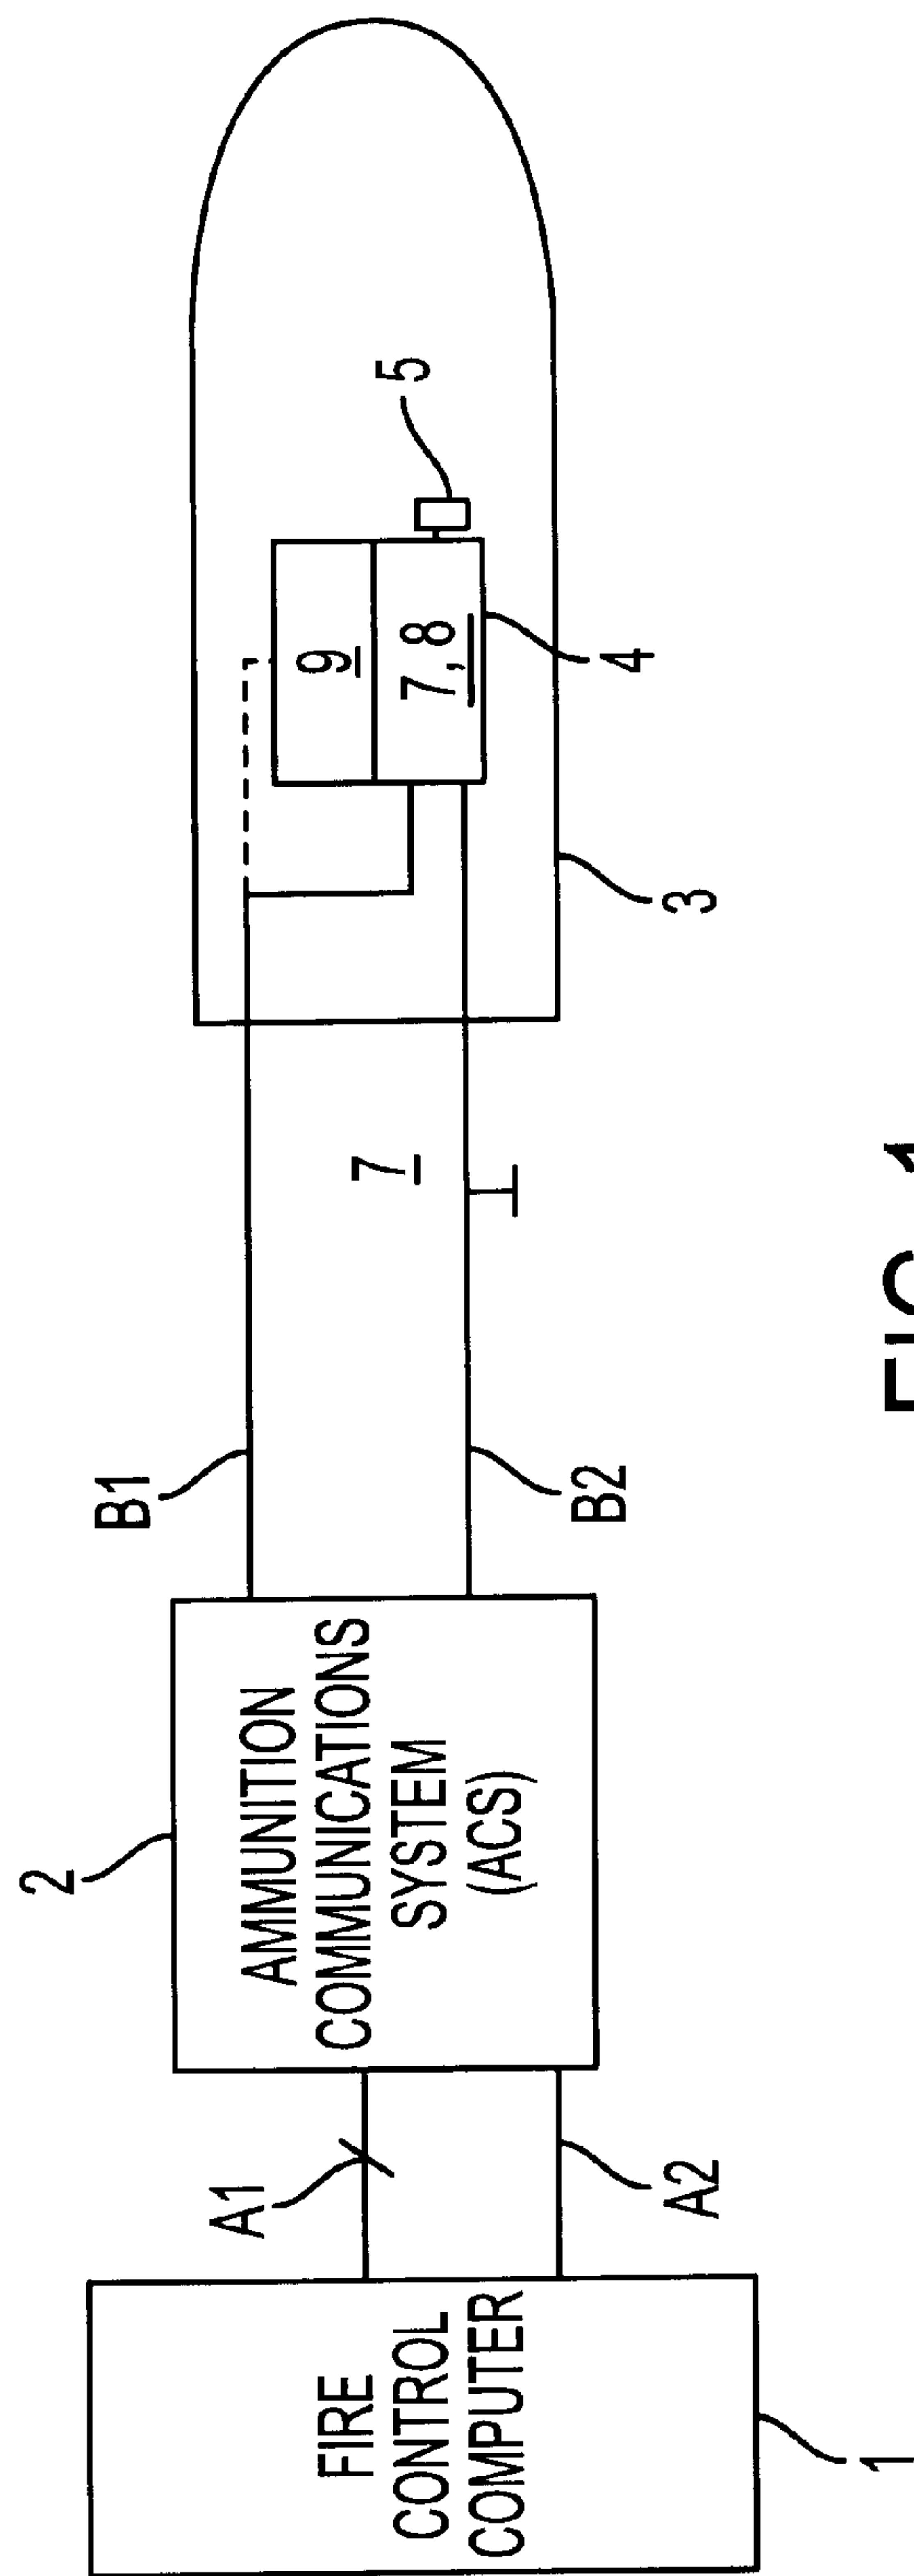 FIRE
CONTROL
COMPUTER
1
A1
A2
2
AMMUNITION
COMMUNICATIONS
SYSTEM
(ACS)
B1
B2
7
3
9
7, 8
4
5